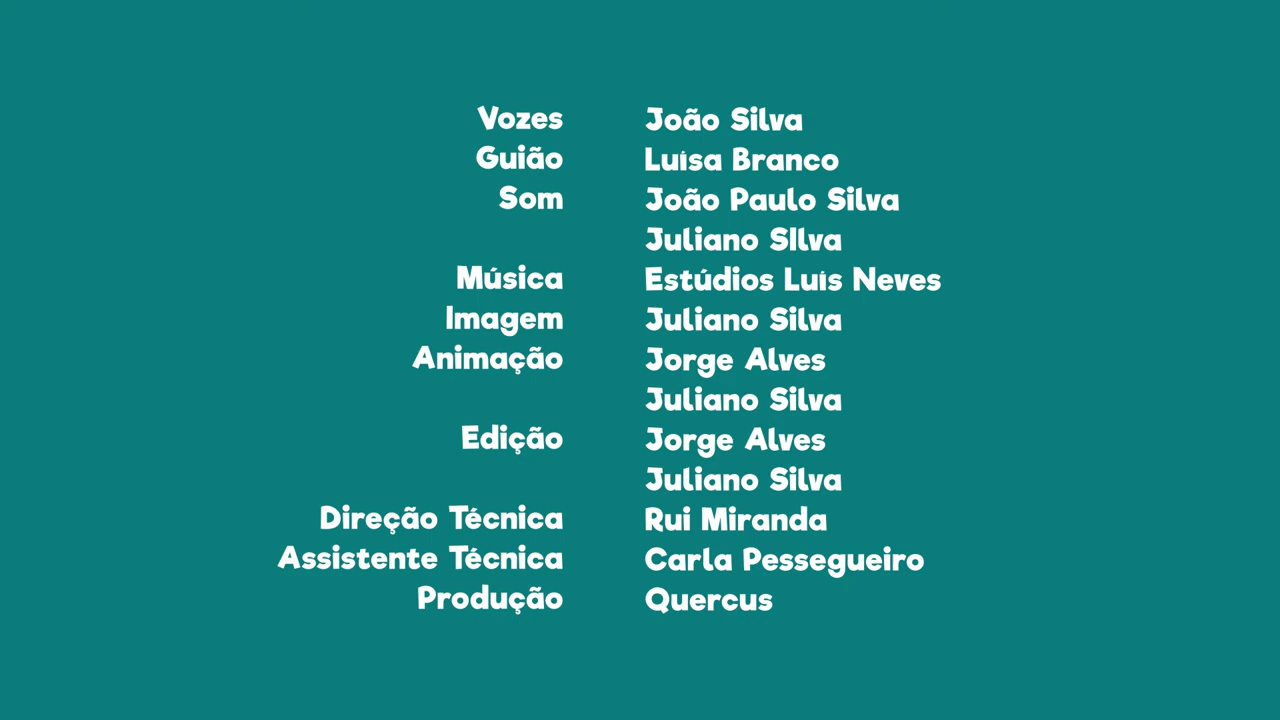 Vozes João Silva
Guião Luísa Branco
Som João Paulo Silva
Juliano SIlva
Música Estúdios Luís Neves
Imagem Juliano Silva
Animação Jorge Alves
Juliano Silva
Edição Jorge Alves
Juliano Silva
Direção Técnica Rui Miranda
Assistente Técnica Carla Pessegueiro
Produção Quercus